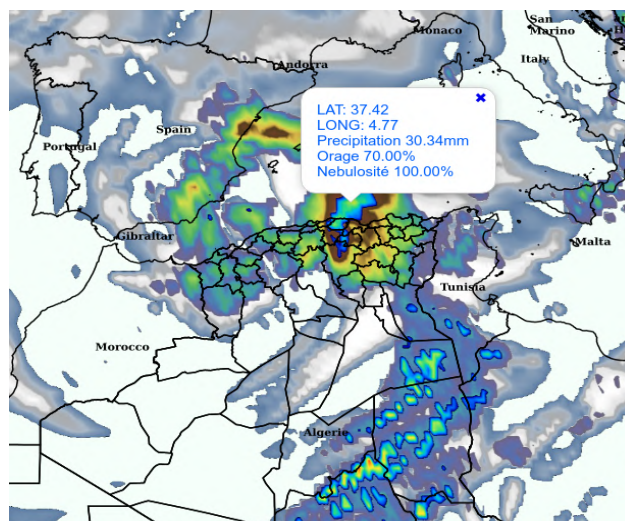 San
Marino
Monaco
Italy
Andorra
LAT: 37.42
LONG: 4.77
Precipitation 30.34mm
Orage 70.00%
Nebulosité 100.00%
Spain
Portugal
Gibraltar
Malta
Tunisia
Morocco
Algerie